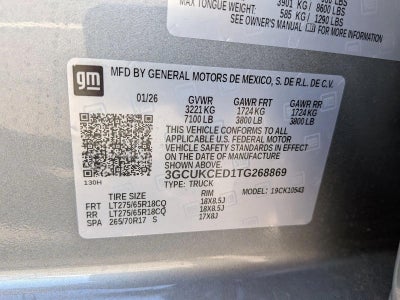 3901 KG/ 8600 LBS
MAX TONGUE WEIGHT: 585 KG/ 1290 LBS
SEE OWNER'S MANUAL FOR MORE INFORMATION
gm
MFD BY GENERAL MOTORS DE MEXICO, S. DE R.L. DE C.V.
01/26 GVWR GAWR FRT GAWR RR
3221 KG 1724 KG 1724 KG
7100 LB 3800 LB 3800 LB
THIS VEHICLE CONFORMS TO ALL APPLICABLE
U.S. FEDERAL MOTOR VEHICLE SAFETY
STANDARDS IN EFFECT ON THE
DATE OF MANUFACTURE SHOWN ABOVE.
3GCUKCED1TG268869
130H
TYPE: TRUCK
TIRE SIZE RIM 19CK10543
FRT LT275/65R18CQ 18X8.5J
RR LT275/65R18CQ 18X8.5J
SPA 265/70R17 S 17X8J